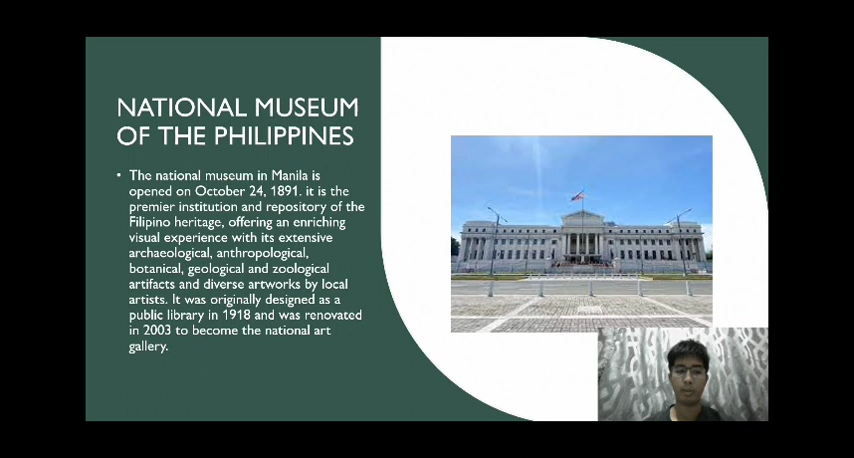 NATIONAL MUSEUM
OF THE PHILIPPINES
• The national museum in Manila is
opened on October 24, 1891. it is the
premier institution and repository of the
Filipino heritage, offering an enriching
visual experience with its extensive
archaeological, anthropological,
botanical, geological and zoological
artifacts and diverse artworks by local
artists. It was originally designed as a
public library in 1918 and was renovated
in 2003 to become the national art
gallery.